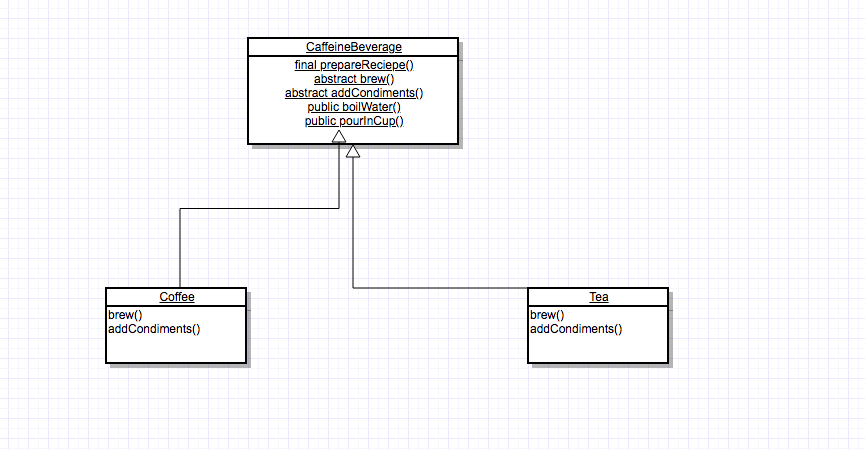 CaffeineBeverage
final prepareReciepe()
abstract brew()
abstract addCondiments()
public boilWater()
public pourInCup()
Coffee
brew()
addCondiments()
Tea
brew()
addCondiments()